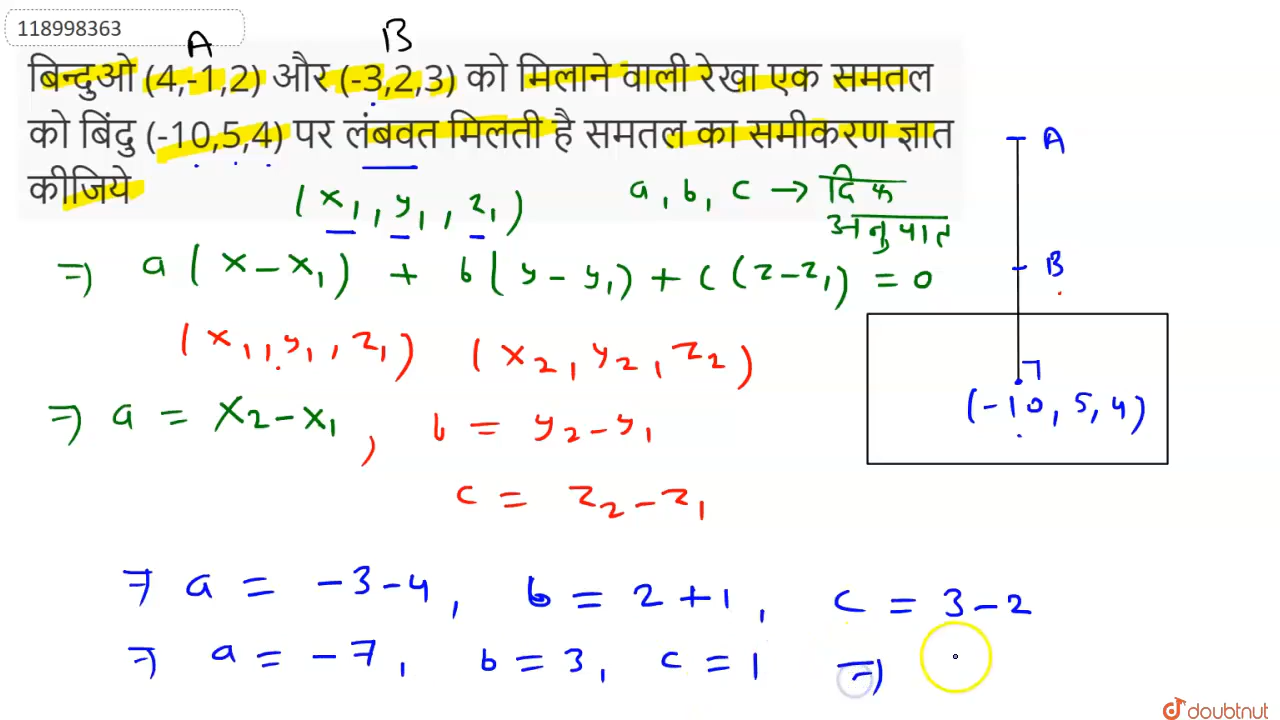 118998363
A B
बिन्दुओ (4,-1,2) और (-3,2,3) को मिलाने वाली रेखा एक समतल
को बिंदु (-10,5,4) पर लंबवत मिलती है समतल का समीकरण ज्ञात
कीजिये
(x₁, y₁, z₁) a, b, c → दिक
अनुपात
⇒ a(x-x₁) + b(y-y₁) + c(z-z₁) = 0
(x₁, y₁, z₁) (x₂, y₂, z₂)
⇒ a = x₂-x₁, b = y₂-y₁
c = z₂-z₁
⇒ a = -3-4, b = 2+1, c = 3-2
⇒ a = -7, b = 3, c = 1 ⇒
A
B
(-10, 5, 4)
doubtnut